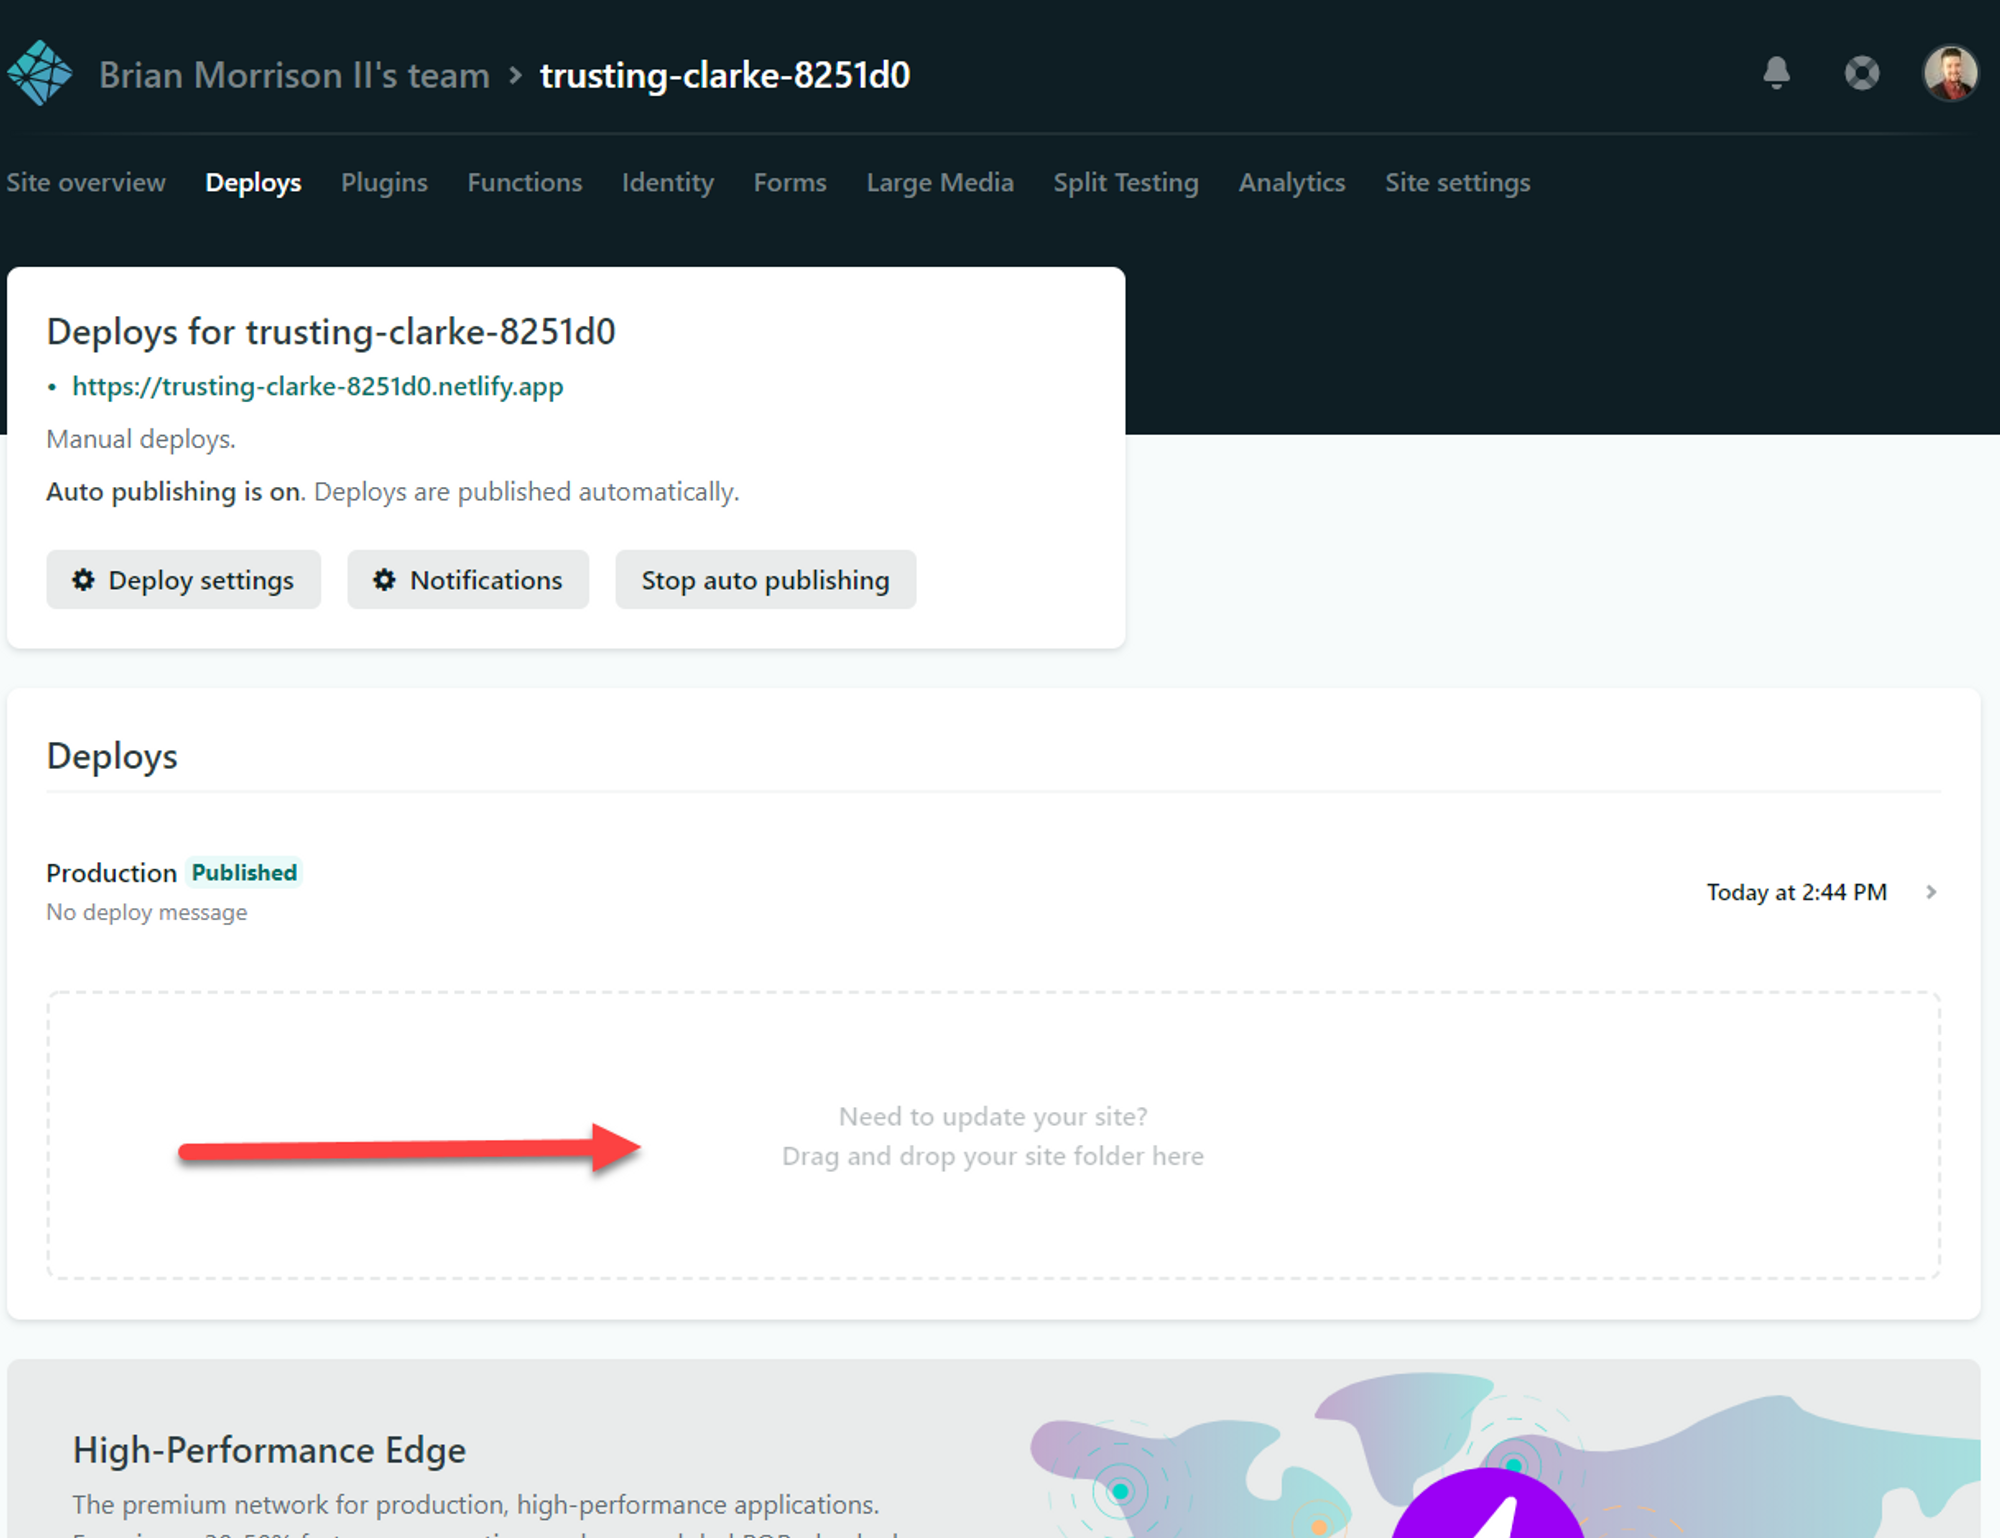 Brian Morrison II's team > trusting-clarke-8251d0
Site overview Deploys Plugins Functions Identity Forms Large Media Split Testing Analytics Site settings
Deploys for trusting-clarke-8251d0
• https://trusting-clarke-8251d0.netlify.app
Manual deploys.
Auto publishing is on. Deploys are published automatically.
Deploy settings Notifications Stop auto publishing
Deploys
Production Published
No deploy message
Today at 2:44 PM
Need to update your site?
Drag and drop your site folder here
High-Performance Edge
The premium network for production, high-performance applications.